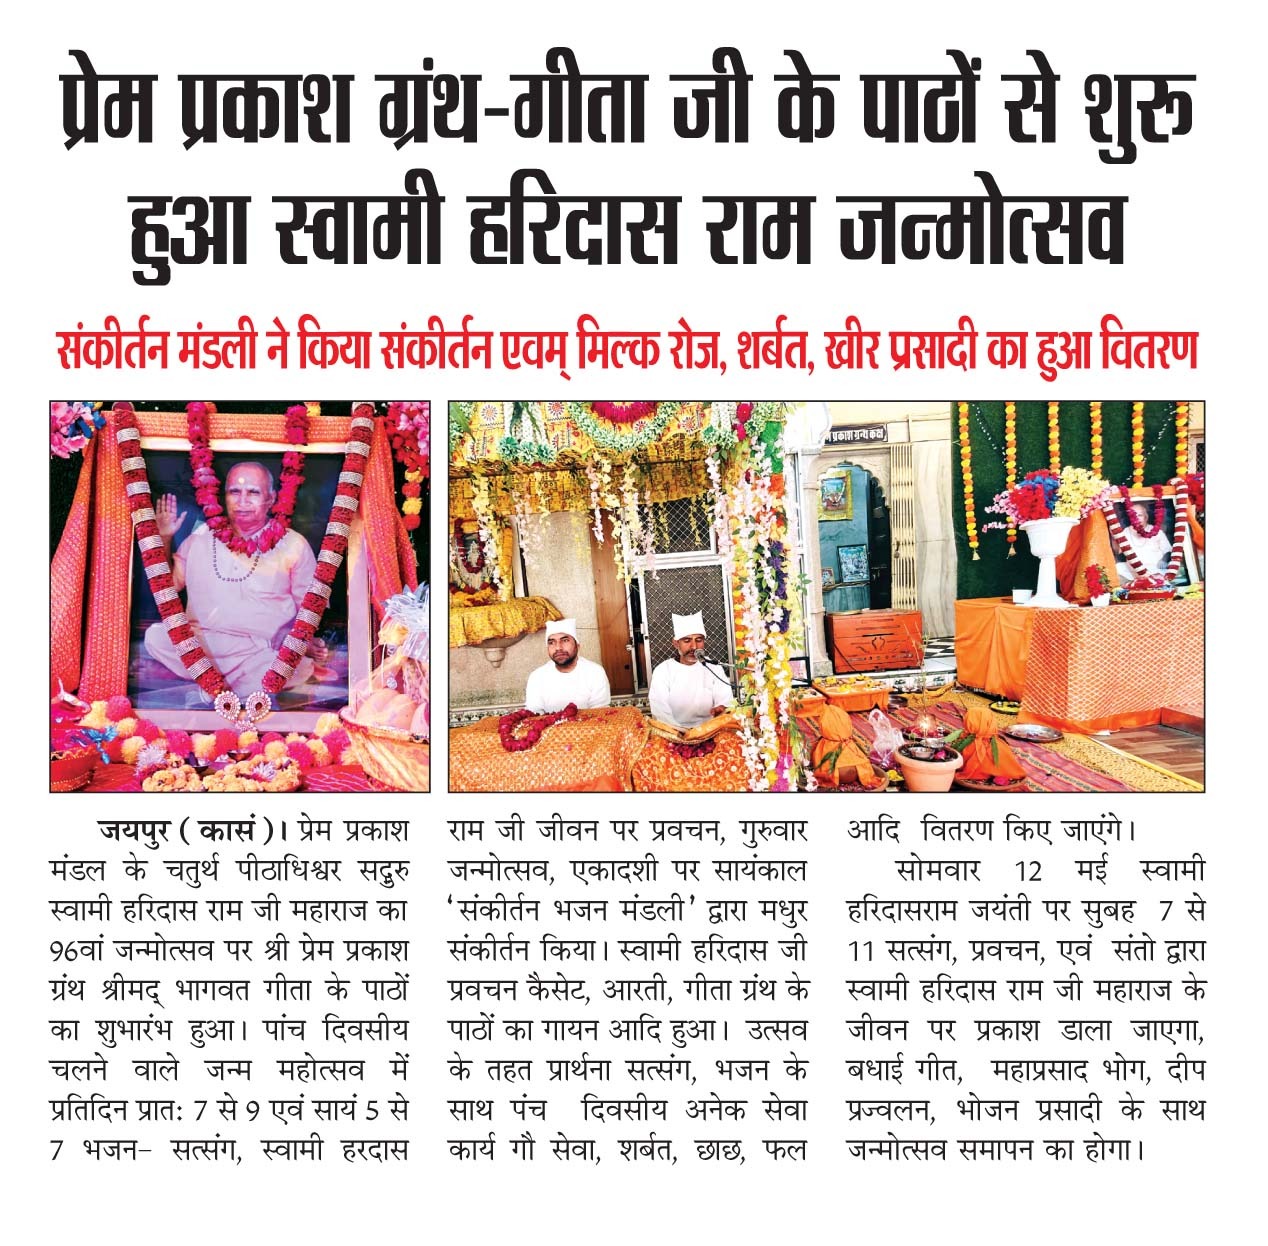 प्रेम प्रकाश ग्रंथ-गीता जी के पाठों से शुरू
हुआ स्वामी हरिदास राम जन्मोत्सव
संकीर्तन मंडली ने किया संकीर्तन एवम् मिल्क रोज, शर्बत, खीर प्रसादी का हुआ वितरण
प्रकाश ग्रन्थ कक्ष
जयपुर ( कासं )। प्रेम प्रकाश
मंडल के चतुर्थ पीठाधिश्वर सद्गुरु
स्वामी हरिदास राम जी महाराज का
96वां जन्मोत्सव पर श्री प्रेम प्रकाश
ग्रंथ श्रीमद् भागवत गीता के पाठों
का शुभारंभ हुआ। पांच दिवसीय
चलने वाले जन्म महोत्सव में
प्रतिदिन प्रात: 7 से 9 एवं सायं 5 से
7 भजन– सत्संग, स्वामी हरदास
राम जी जीवन पर प्रवचन, गुरुवार
जन्मोत्सव, एकादशी पर सायंकाल
‘संकीर्तन भजन मंडली’ द्वारा मधुर
संकीर्तन किया। स्वामी हरिदास जी
प्रवचन कैसेट, आरती, गीता ग्रंथ के
पाठों का गायन आदि हुआ। उत्सव
के तहत प्रार्थना सत्संग, भजन के
साथ पंच दिवसीय अनेक सेवा
कार्य गौ सेवा, शर्बत, छाछ, फल
आदि वितरण किए जाएंगे।
सोमवार 12 मई स्वामी
हरिदासराम जयंती पर सुबह 7 से
11 सत्संग, प्रवचन, एवं संतो द्वारा
स्वामी हरिदास राम जी महाराज के
जीवन पर प्रकाश डाला जाएगा,
बधाई गीत, महाप्रसाद भोग, दीप
प्रज्वलन, भोजन प्रसादी के साथ
जन्मोत्सव समापन का होगा।